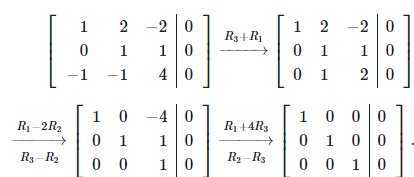 [ 1 2 −2 | 0 ] [ 1 2 −2 | 0 ]
[ 0 1 1 | 0 ] R₃+R₁ → [ 0 1 1 | 0 ]
[ −1 −1 4 | 0 ] [ 0 1 2 | 0 ]
R₁−2R₂ [ 1 0 −4 | 0 ] R₁+4R₃ [ 1 0 0 | 0 ]
→ [ 0 1 1 | 0 ] → [ 0 1 0 | 0 ] .
R₃−R₂ [ 0 0 1 | 0 ] R₂−R₃ [ 0 0 1 | 0 ]